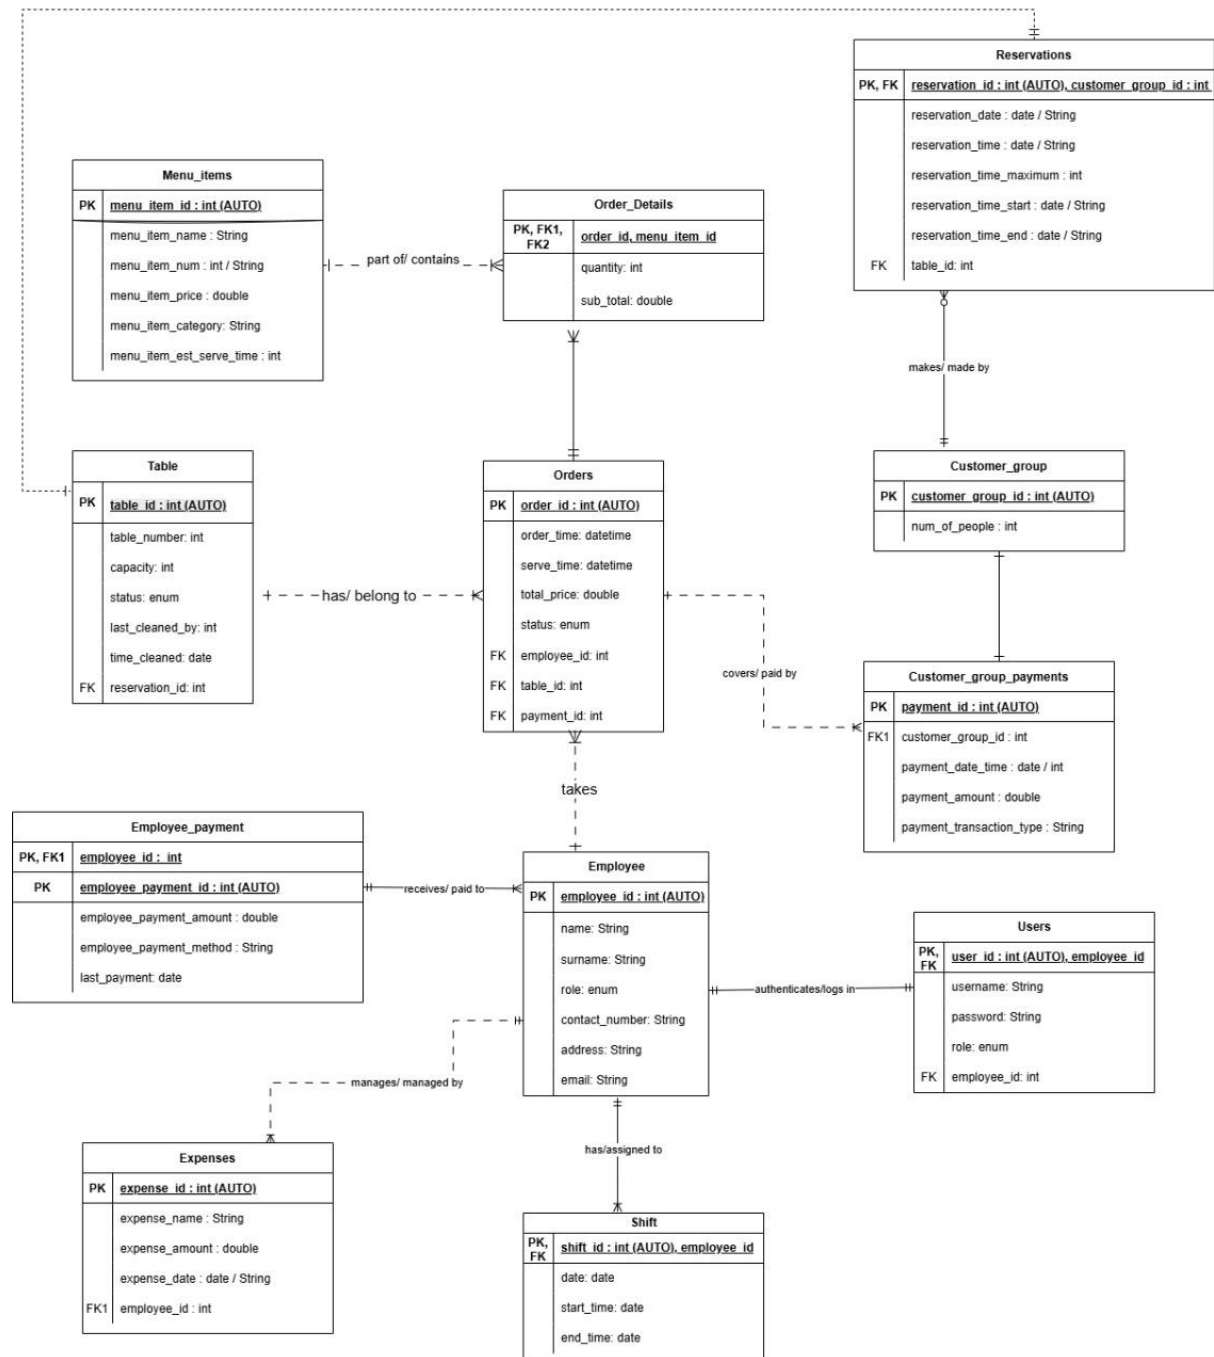 Reservations
PK, FK reservation_id : int (AUTO), customer_group_id : int
reservation_date : date / String
reservation_time : date / String
reservation_time_maximum : int
reservation_time_start : date / String
reservation_time_end : date / String
FK table_id: int
Menu_items
PK menu_item_id : int (AUTO)
menu_item_name : String
menu_item_num : int / String
menu_item_price : double
menu_item_category: String
menu_item_est_serve_time : int
part of/ contains
Order_Details
PK, FK1,
FK2 order_id, menu_item_id
quantity: int
sub_total: double
makes/ made by
Table
PK table_id : int (AUTO)
table_number: int
capacity: int
status: enum
last_cleaned_by: int
time_cleaned: date
FK reservation_id: int
has/ belong to
Orders
PK order_id : int (AUTO)
order_time: datetime
serve_time: datetime
total_price: double
status: enum
FK employee_id: int
FK table_id: int
FK payment_id: int
Customer_group
PK customer_group_id : int (AUTO)
num_of_people : int
covers/ paid by
Customer_group_payments
PK payment_id : int (AUTO)
FK1 customer_group_id : int
payment_date_time : date / int
payment_amount : double
payment_transaction_type : String
takes
Employee_payment
PK, FK1 employee_id : int
PK employee_payment_id : int (AUTO)
employee_payment_amount : double
employee_payment_method : String
last_payment: date
receives/ paid to
Employee
PK employee_id : int (AUTO)
name: String
surname: String
role: enum
contact_number: String
address: String
email: String
authenticates/logs in
Users
PK,
FK user_id : int (AUTO), employee_id
username: String
password: String
role: enum
FK employee_id: int
manages/ managed by
has/assigned to
Expenses
PK expense_id : int (AUTO)
expense_name : String
expense_amount : double
expense_date : date / String
FK1 employee_id : int
Shift
PK,
FK shift_id : int (AUTO), employee_id
date: date
start_time: date
end_time: date